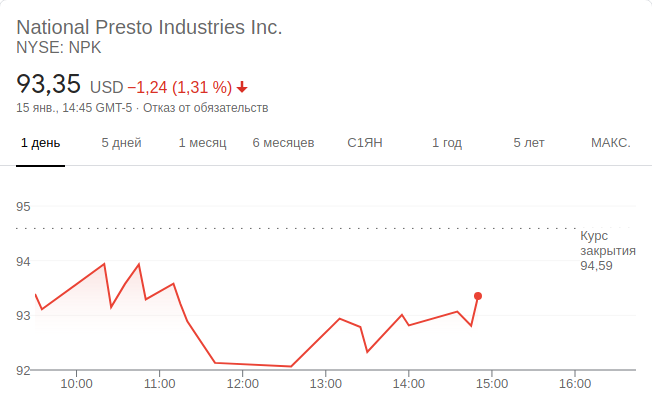 National Presto Industries Inc.
NYSE: NPK
93,35 USD −1,24 (1,31 %)
15 янв., 14:45 GMT-5 · Отказ от обязательств
1 день 5 дней 1 месяц 6 месяцев С1ЯН 1 год 5 лет МАКС.
95
Курс
закрытия
94,59
94
93
92
10:00 11:00 12:00 13:00 14:00 15:00 16:00